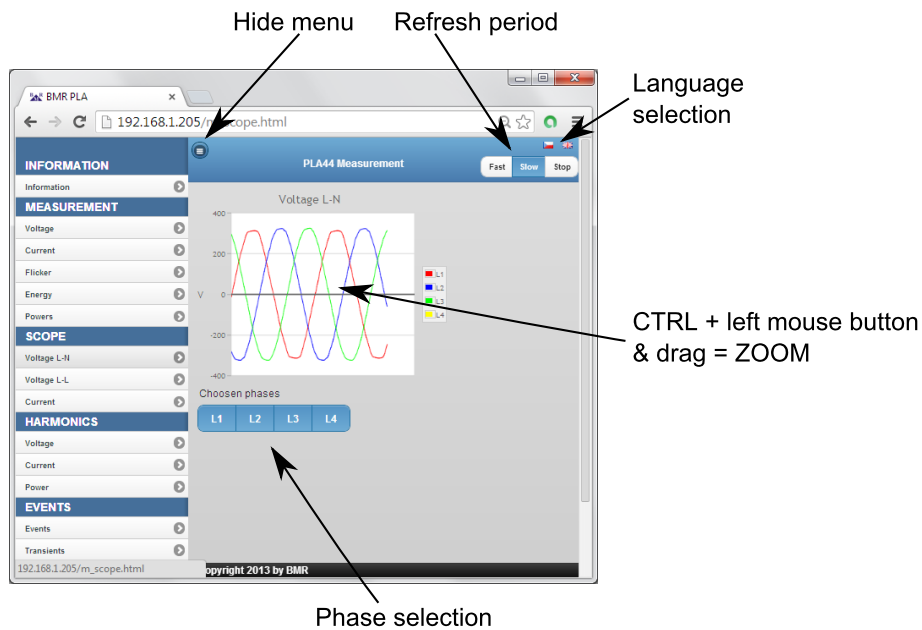 Hide menu
Refresh period
Language
selection
BMR PLA
192.168.1.205/m_scope.html
PLA44 Measurement
Fast
Slow
Stop
INFORMATION
Information
MEASUREMENT
Voltage
Current
Flicker
Energy
Powers
SCOPE
Voltage L-N
Voltage L-L
Current
HARMONICS
Voltage
Current
Power
EVENTS
Events
Transients
192.168.1.205/m_scope.html
Voltage L-N
400
200
V
0
-200
-400
L1
L2
L3
L4
Choosen phases
L1
L2
L3
L4
opyright 2013 by BMR
CTRL + left mouse button
& drag = ZOOM
Phase selection